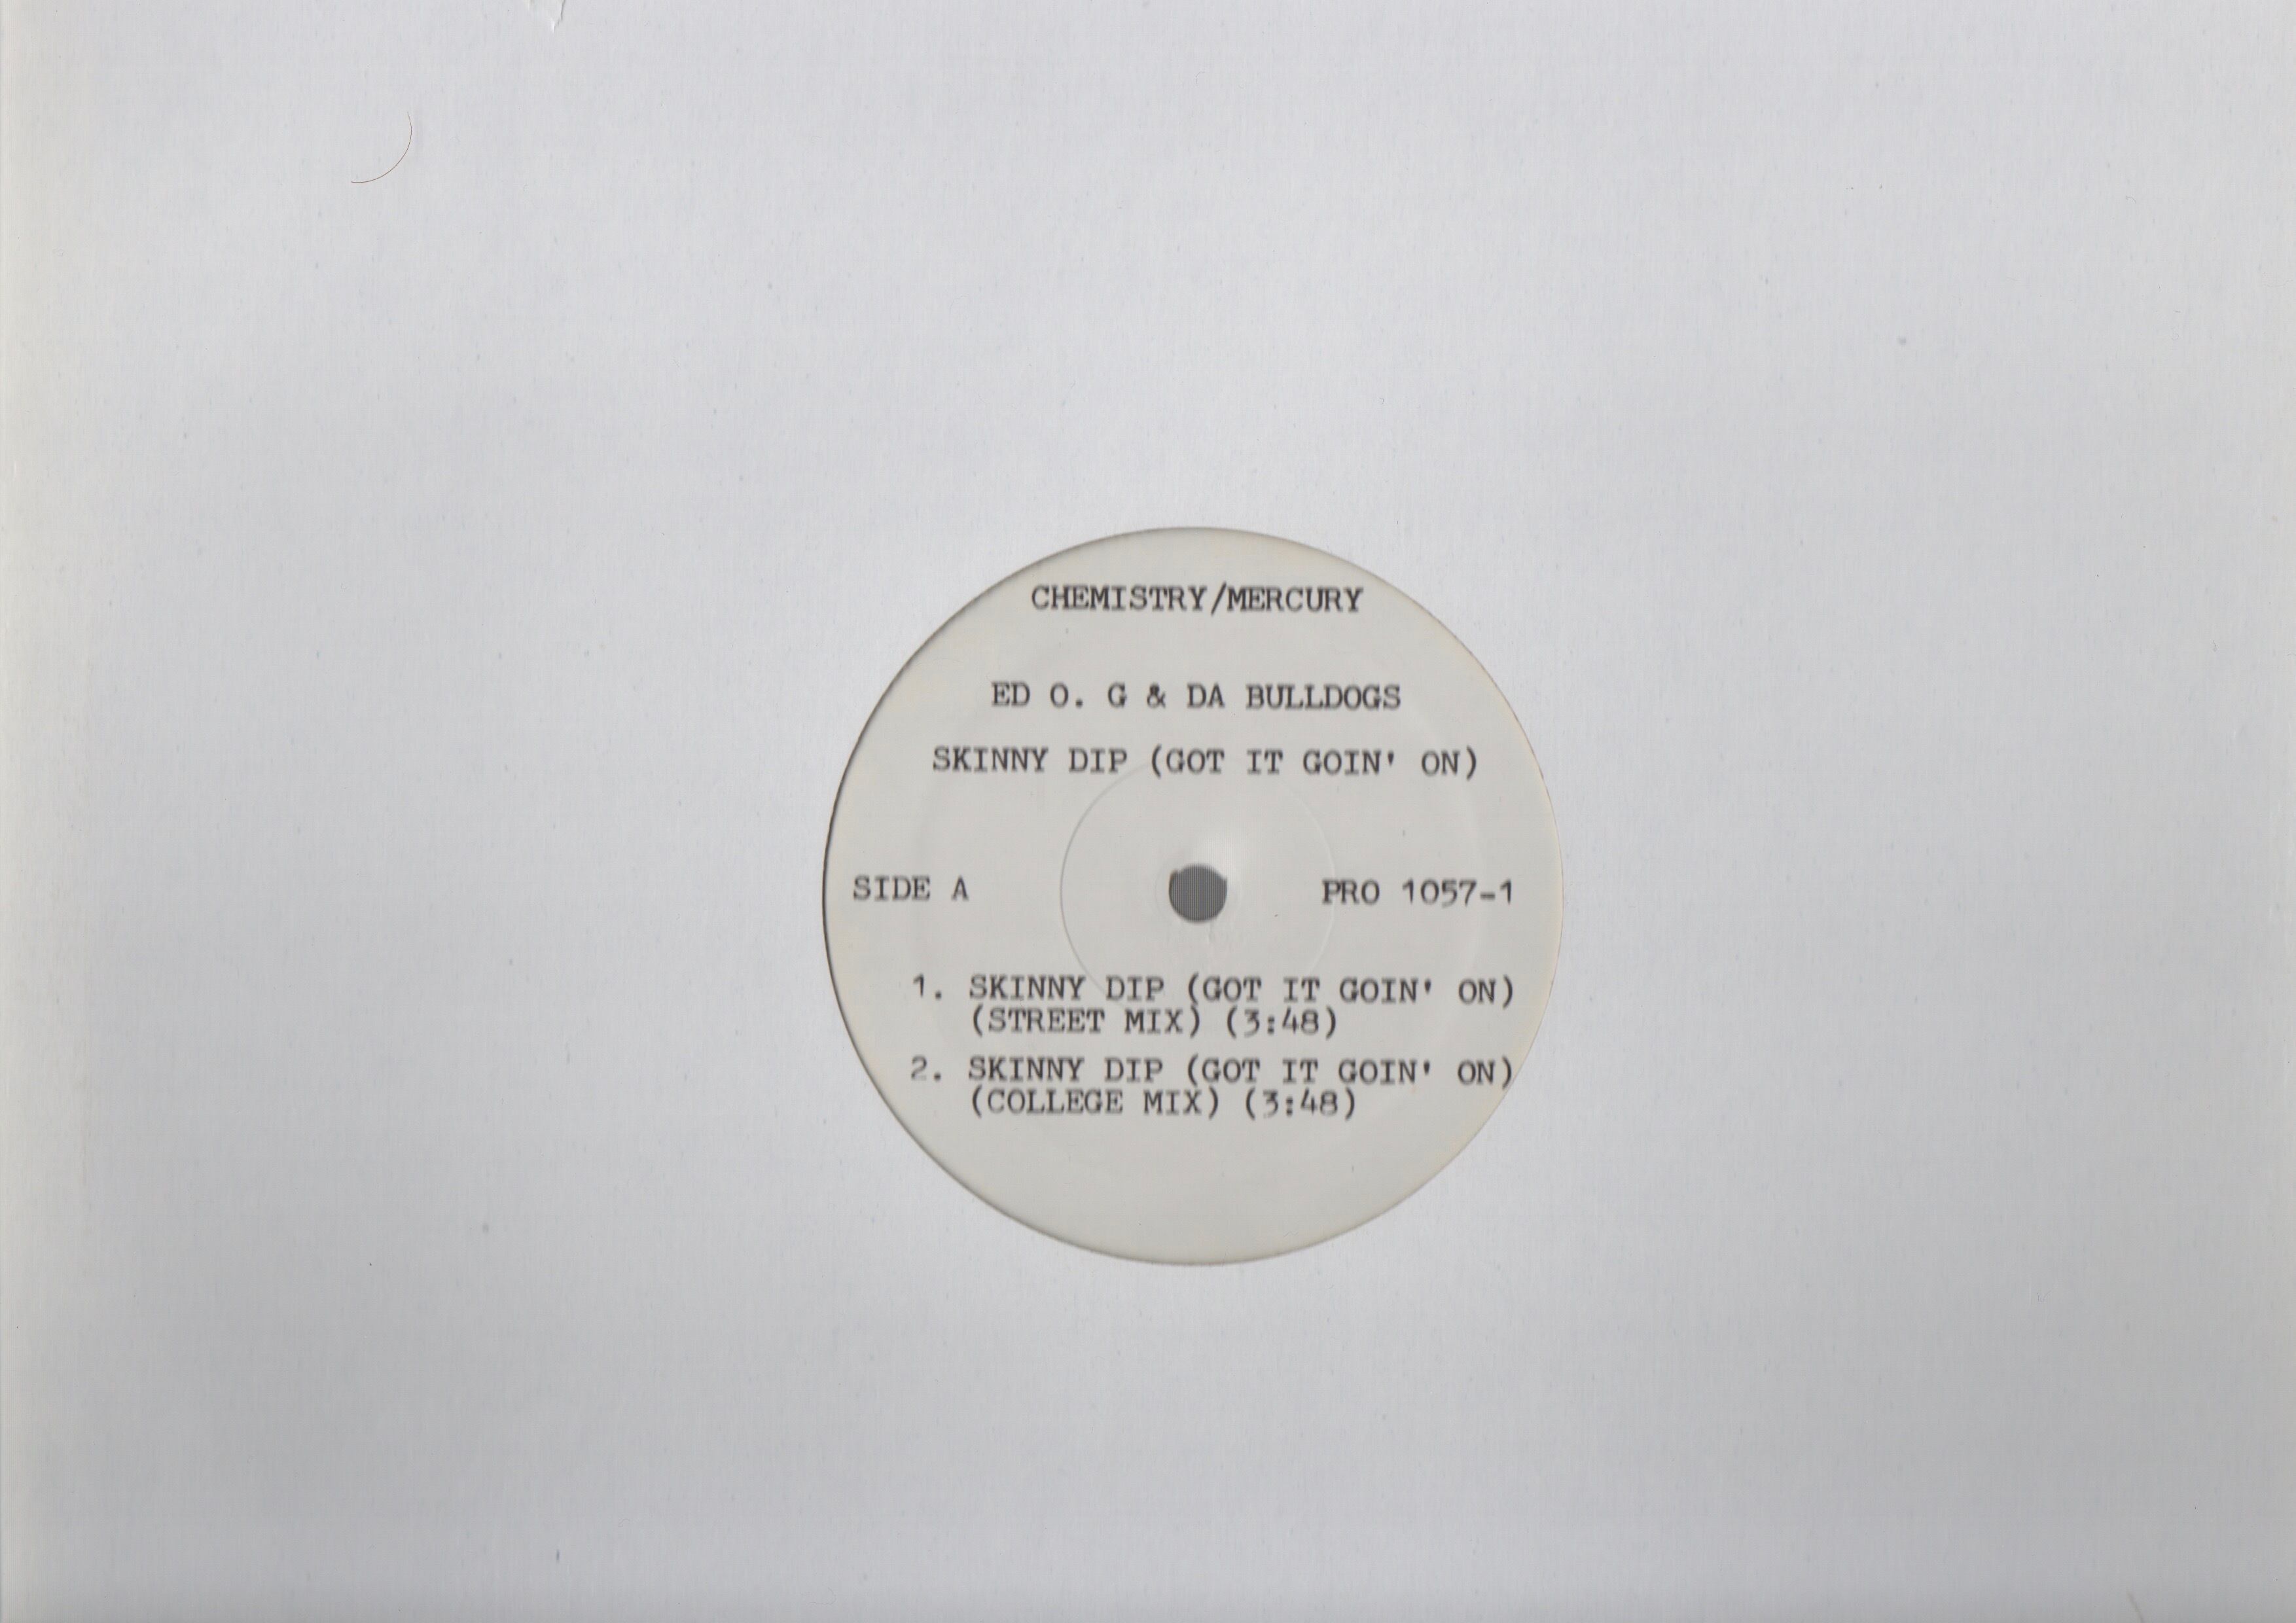 CHEMISTRY/MERCURY
ED O. G & DA BULLDOGS
SKINNY DIP (GOT IT GOIN' ON)
SIDE A
PRO 1057-1
1. SKINNY DIP (GOT IT GOIN' ON)
(STREET MIX) (3:48)
2. SKINNY DIP (GOT IT GOIN' ON)
(COLLEGE MIX) (3:48)